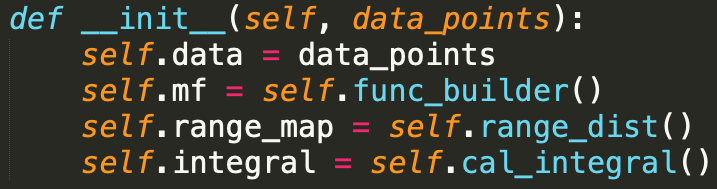 def __init__(self, data_points):
    self.data = data_points
    self.mf = self.func_builder()
    self.range_map = self.range_dist()
    self.integral = self.cal_integral()